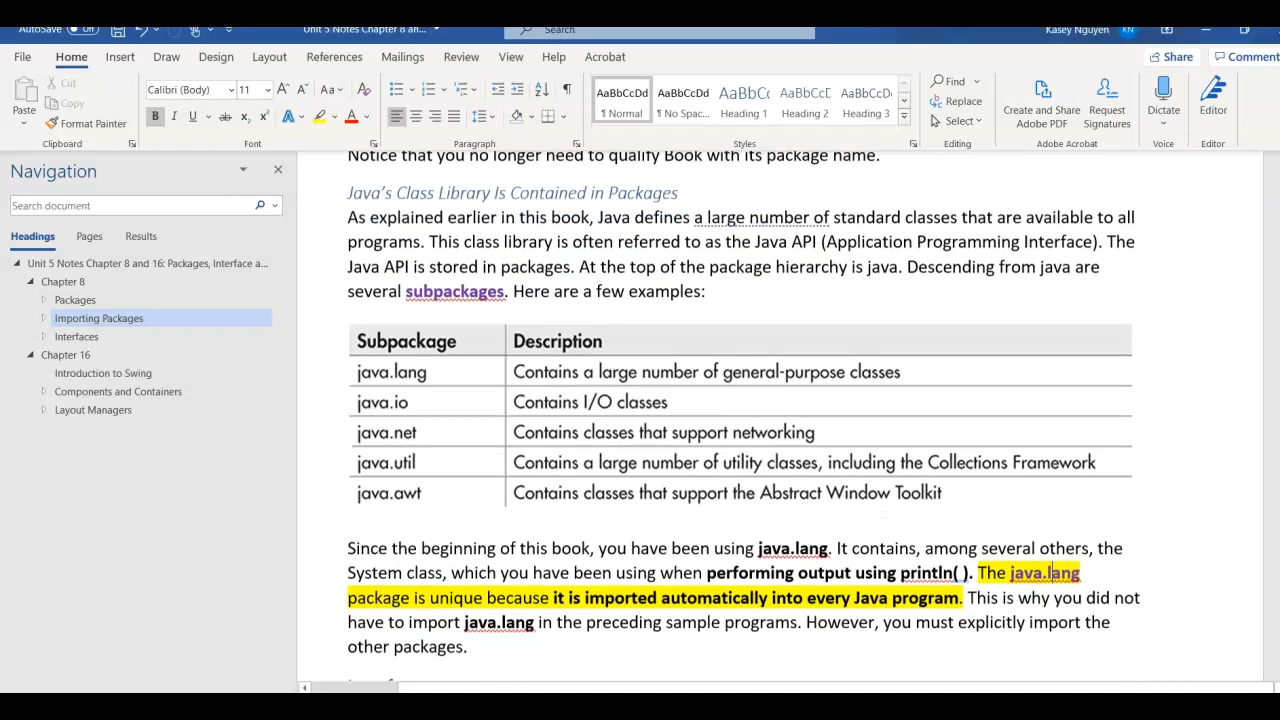 AutoSave Off Unit 5 Notes Chapter 8 an... Search Kasey Nguyen KN
File Home Insert Draw Design Layout References Mailings Review View Help Acrobat Share Comment
Paste Cut Copy Format Painter
Calibri (Body) 11
AaBbCcDd AaBbCcDd AaBbC AaBbCcD AaBbCcD
¶ Normal ¶ No Spac... Heading 1 Heading 2 Heading 3
Find Replace Select
Create and Share Adobe PDF Request Signatures Dictate Editor
Clipboard Font Paragraph Styles Editing Adobe Acrobat Voice Editor
Navigation
Search document
Headings Pages Results
Unit 5 Notes Chapter 8 and 16: Packages, Interface a...
Chapter 8
Packages
Importing Packages
Interfaces
Chapter 16
Introduction to Swing
Components and Containers
Layout Managers
Notice that you no longer need to qualify Book with its package name.
Java’s Class Library Is Contained in Packages
As explained earlier in this book, Java defines a large number of standard classes that are available to all
programs. This class library is often referred to as the Java API (Application Programming Interface). The
Java API is stored in packages. At the top of the package hierarchy is java. Descending from java are
several subpackages. Here are a few examples:
Subpackage Description
java.lang Contains a large number of general-purpose classes
java.io Contains I/O classes
java.net Contains classes that support networking
java.util Contains a large number of utility classes, including the Collections Framework
java.awt Contains classes that support the Abstract Window Toolkit
Since the beginning of this book, you have been using java.lang. It contains, among several others, the
System class, which you have been using when performing output using println( ). The java.lang
package is unique because it is imported automatically into every Java program. This is why you did not
have to import java.lang in the preceding sample programs. However, you must explicitly import the
other packages.